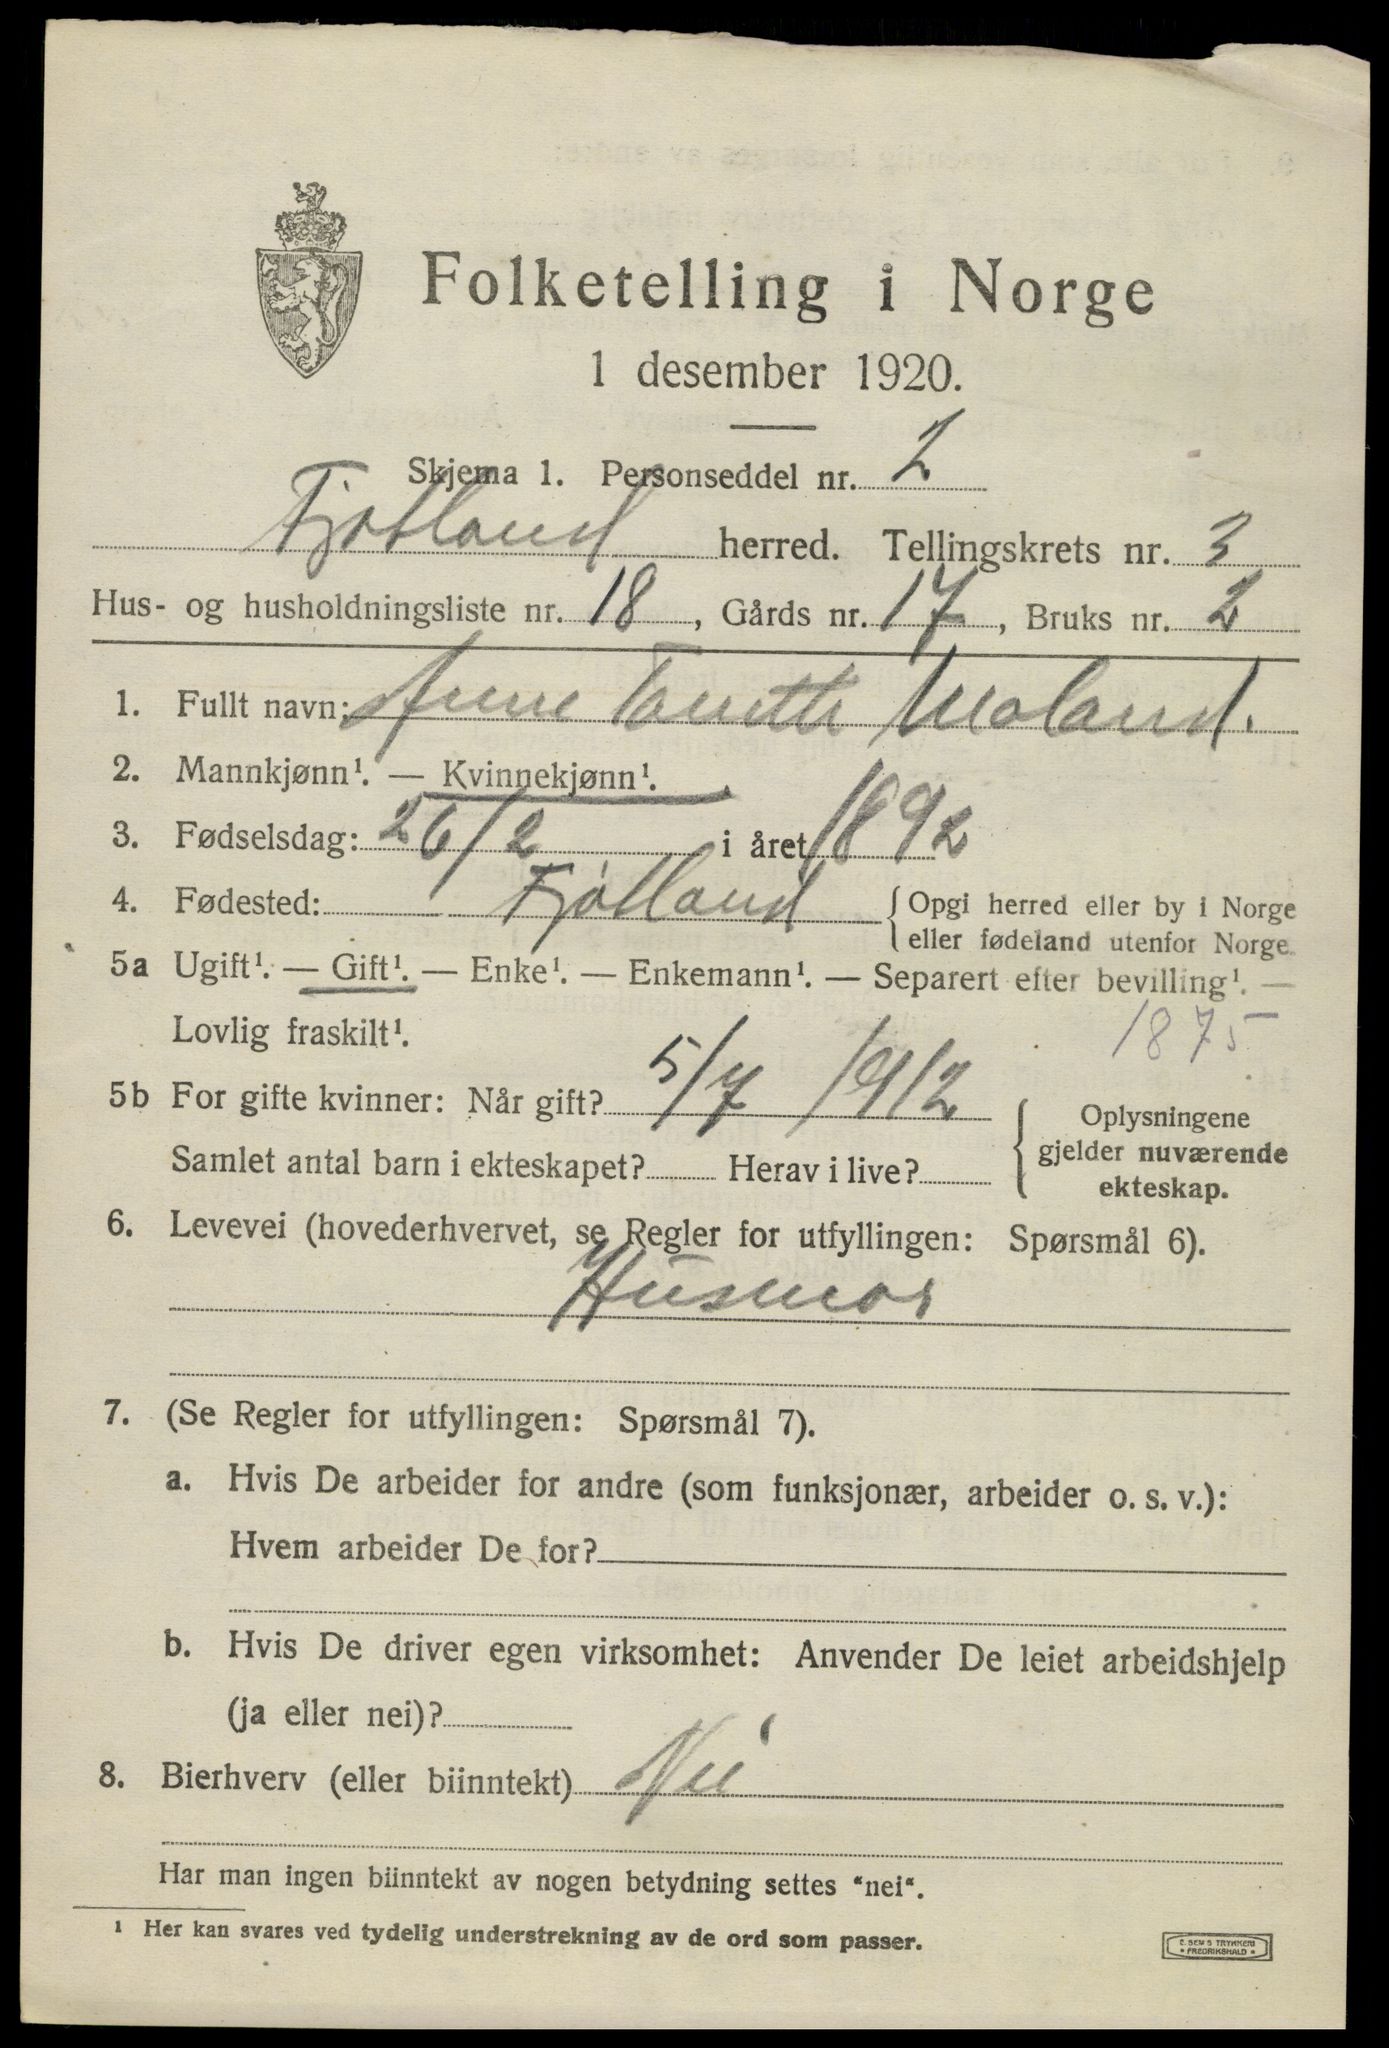 Folketelling i Norge
1 desember 1920.
Skjema 1. Personseddel nr. 2
Fjotland herred. Tellingskrets nr. 3
Hus- og husholdningsliste nr. 18, Gårds nr. 17, Bruks nr. 2
1. Fullt navn: Anne Moland.
2. Mannkjønn¹. — Kvinnekjønn¹.
3. Fødselsdag: 26/2 i året 1892
4. Fødested: Fjotland {Opgi herred eller by i Norge
eller fødeland utenfor Norge.
5a Ugift¹. — Gift¹. — Enke¹. — Enkemann¹. — Separert efter bevilling¹. —
Lovlig fraskilt¹. 1875
5b For gifte kvinner: Når gift? 5/7 1912
Samlet antal barn i ekteskapet? Herav i live?
{Oplysningene
gjelder nuværende
ekteskap.
6. Levevei (hovederhvervet, se Regler for utfyllingen: Spørsmål 6).
Husmor
7. (Se Regler for utfyllingen: Spørsmål 7).
a. Hvis De arbeider for andre (som funksjonær, arbeider o. s. v.):
Hvem arbeider De for?
b. Hvis De driver egen virksomhet: Anvender De leiet arbeidshjelp
(ja eller nei)?
8. Bierhverv (eller biinntekt) Nei
Har man ingen biinntekt av nogen betydning settes "nei".
¹ Her kan svares ved tydelig understrekning av de ord som passer.
E. SEM'S TRYKKERI
* FREDRIKSHALD *